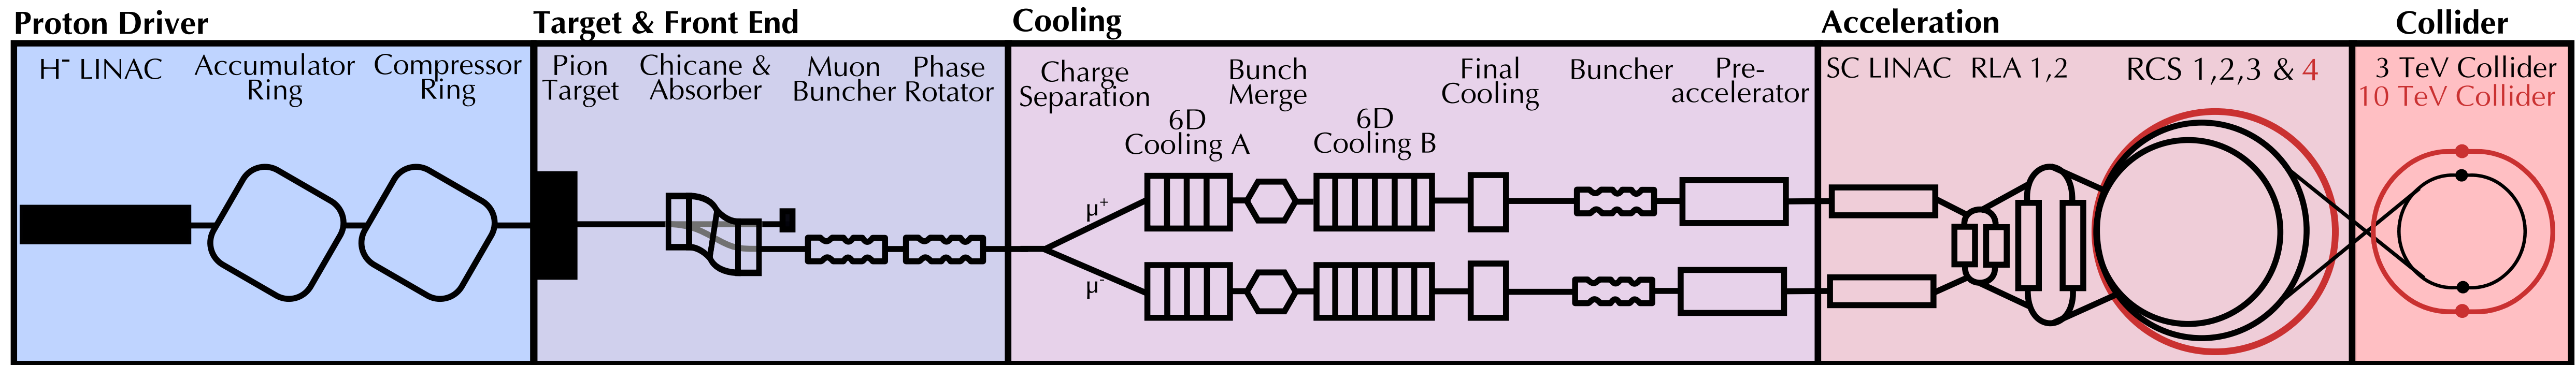 Proton Driver
Target & Front End
Cooling
Acceleration
Collider
H⁻ LINAC
Accumulator
Ring
Compressor
Ring
Pion
Target
Chicane &
Absorber
Muon
Buncher
Phase
Rotator
Charge
Separation
6D
Cooling A
Bunch
Merge
6D
Cooling B
Final
Cooling
Buncher
Pre-
accelerator
SC LINAC
RLA 1,2
RCS 1,2,3 & 4
3 TeV Collider
10 TeV Collider
μ⁺
μ⁻